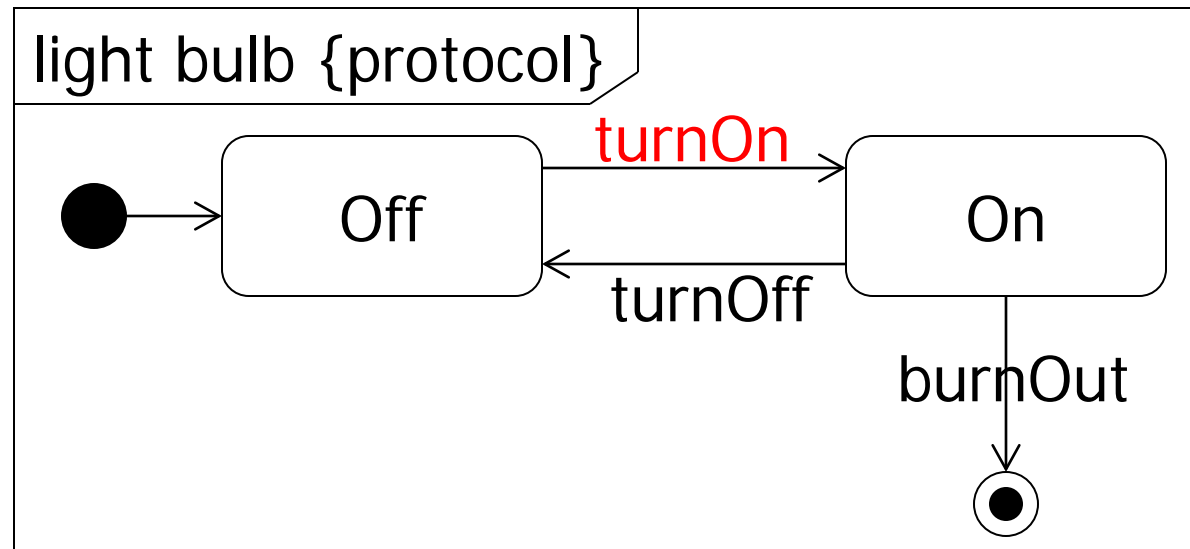 light bulb {protocol}
turnOn
Off
On
turnOff
burnOut